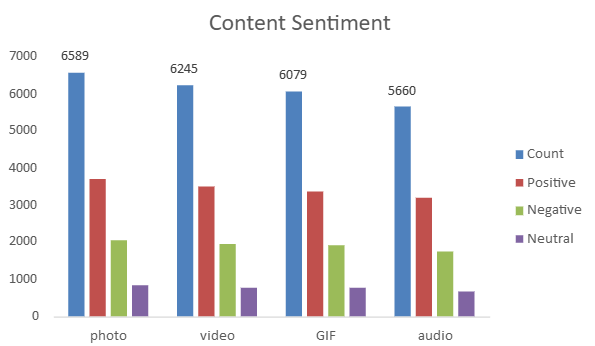 Content Sentiment
7000
6000
5000
4000
3000
2000
1000
0
6589
6245
6079
5660
photo
video
GIF
audio
Count
Positive
Negative
Neutral